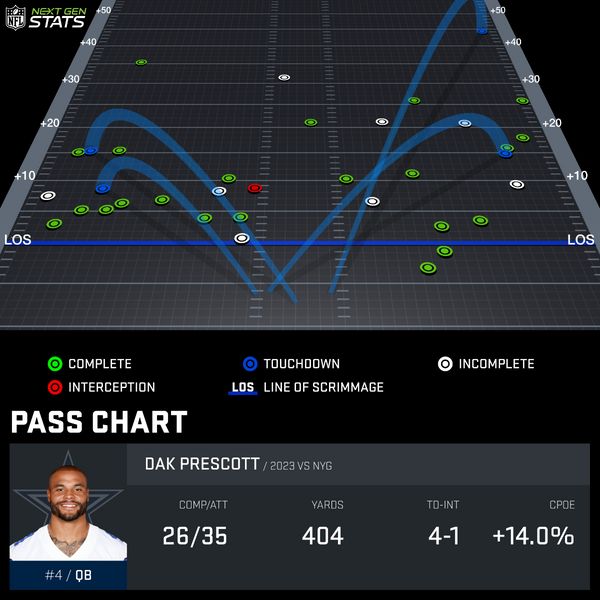 NFL NEXT GEN STATS
+50 +50
+40 +40
+30 +30
+20 +20
+10 +10
LOS LOS
COMPLETE TOUCHDOWN INCOMPLETE
INTERCEPTION LOS LINE OF SCRIMMAGE
PASS CHART
DAK PRESCOTT / 2023 VS NYG
COMP/ATT YARDS TD-INT CPOE
26/35 404 4-1 +14.0%
#4 / QB